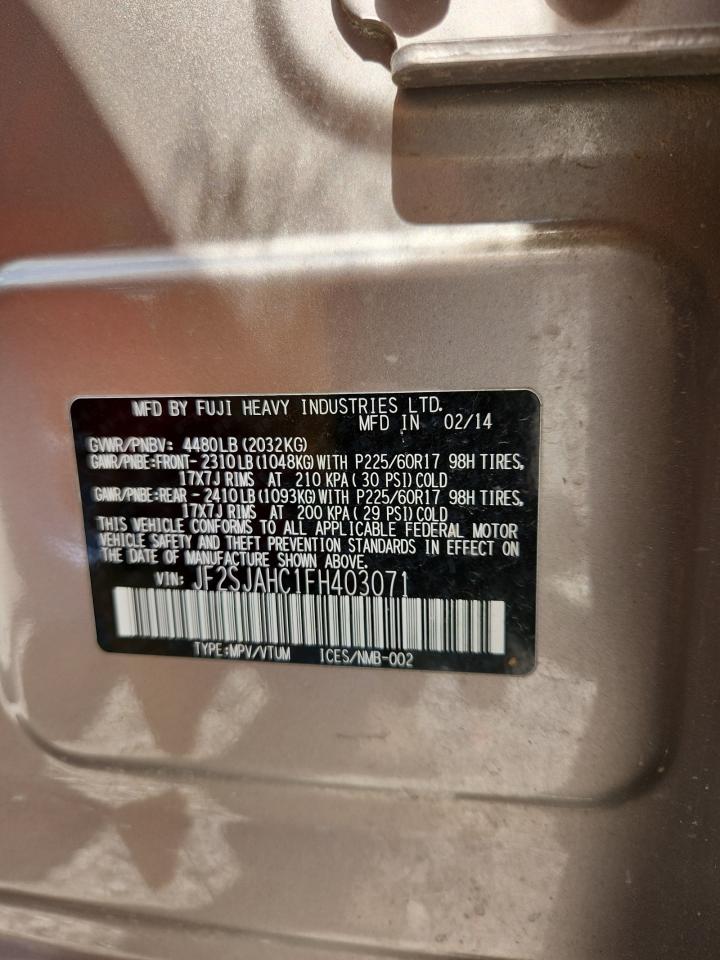 MFD BY FUJI HEAVY INDUSTRIES LTD.
MFD IN 02/14
GVWR/PNBV: 4480LB (2032KG)
GAWR/PNBE:FRONT- 2310LB (1048KG) WITH P225/60R17 98H TIRES,
17X7J RIMS AT 210 KPA ( 30 PSI) COLD
GAWR/PNBE:REAR - 2410LB (1093KG) WITH P225/60R17 98H TIRES,
17X7J RIMS AT 200 KPA ( 29 PSI) COLD
THIS VEHICLE CONFORMS TO ALL APPLICABLE FEDERAL MOTOR
VEHICLE SAFETY AND THEFT PREVENTION STANDARDS IN EFFECT ON
THE DATE OF MANUFACTURE SHOWN ABOVE.
VIN: JF2SJAHC1FH403071
TYPE:MPV/VTUM ICES/NMB-002